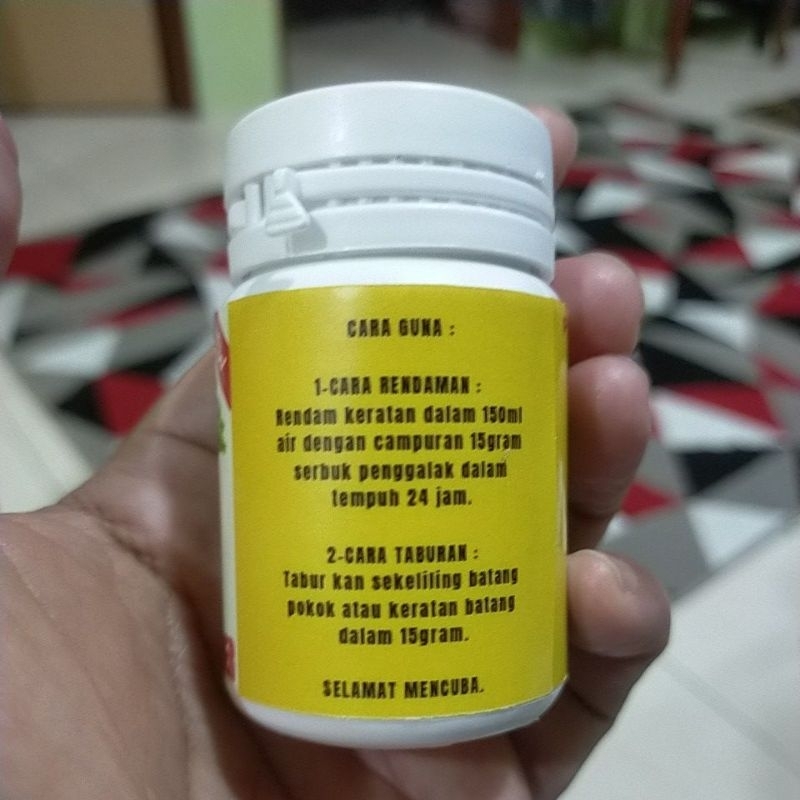 CARA GUNA :
1-CARA RENDAMAN :
Rendam keratan dalam 150ml
air dengan campuran 15gram
serbuk penggalak dalam
tempuh 24 jam.
2-CARA TABURAN :
Tabur kan sekeliling batang
pokok atau keratan batang
dalam 15gram.
SELAMAT MENCUBA.